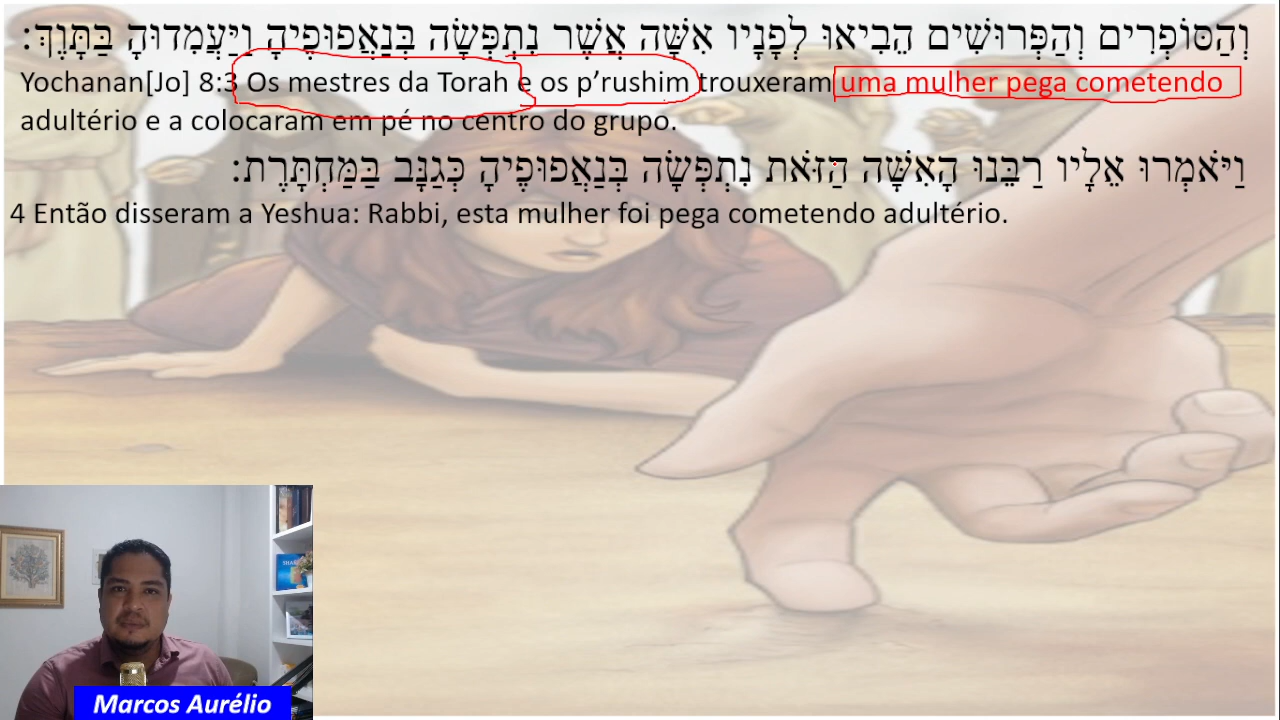 וְהַסּוֹפְרִים וְהַפְּרוּשִׁים הֵבִיאוּ לְפָנָיו אִשָּׁה אֲשֶׁר נִתְפְּשָׂה בְּנַאֲפוּפֶיהָ וַיַּעֲמִדוּהָ בַּתָּוֶךְ׃
Yochanan[Jo] 8:3 Os mestres da Torah e os p’rushim trouxeram uma mulher pega cometendo
adultério e a colocaram em pé no centro do grupo.
וַיֹּאמְרוּ אֵלָיו רַבֵּנוּ הָאִשָּׁה הַזֹּאת נִתְפְּשָׂה בְּנַאֲפוּפֶיהָ כְּגַנָּב בַּמַּחְתָּרֶת׃
4 Então disseram a Yeshua: Rabbi, esta mulher foi pega cometendo adultério.
Marcos Aurélio